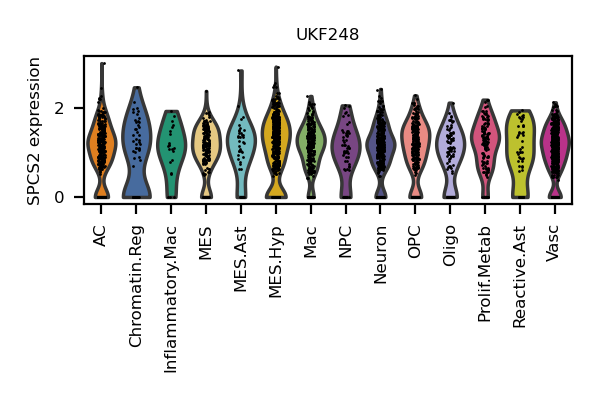 UKF248
SPCS2 expression
2
0
AC
Chromatin.Reg
Inflammatory.Mac
MES
MES.Ast
MES.Hyp
Mac
NPC
Neuron
OPC
Oligo
Prolif.Metab
Reactive.Ast
Vasc